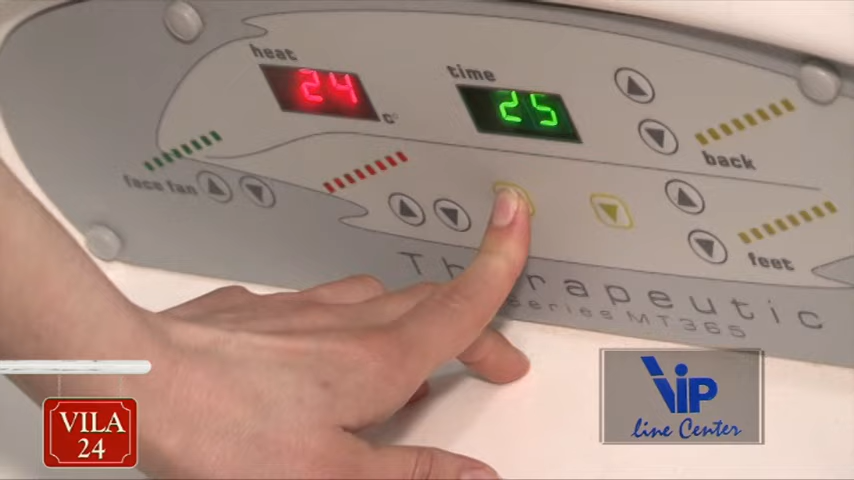 heat
24
C°
time
25
back
face fan
feet
Therapeutic
Series MT365
VILA
24
VIP
line Center